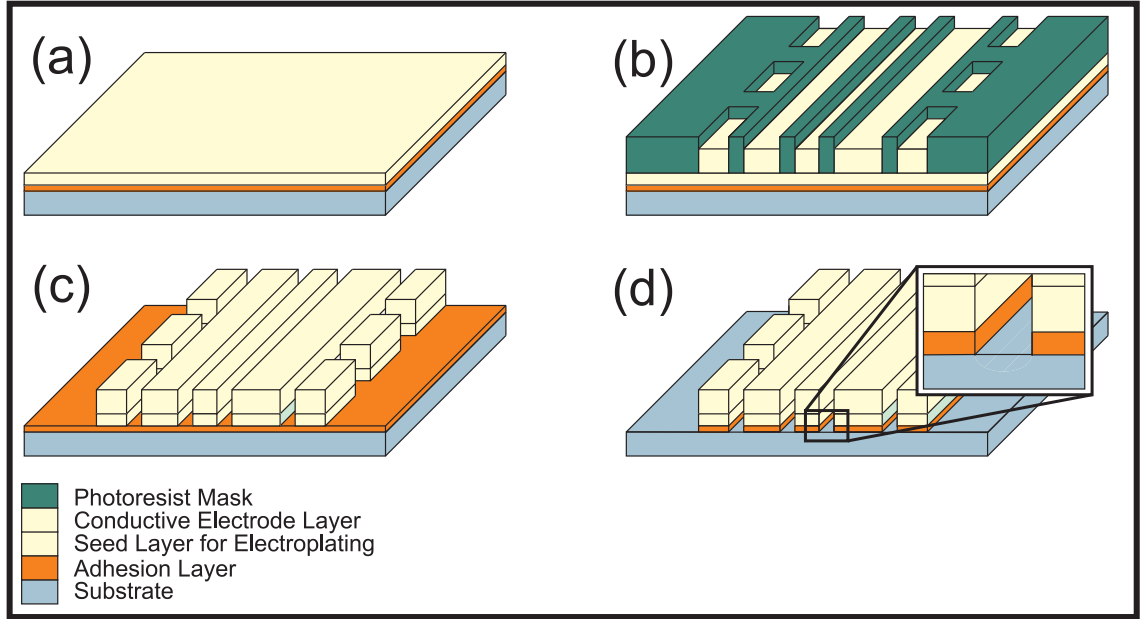 (a)
(b)
(c)
(d)
Photoresist Mask
Conductive Electrode Layer
Seed Layer for Electroplating
Adhesion Layer
Substrate